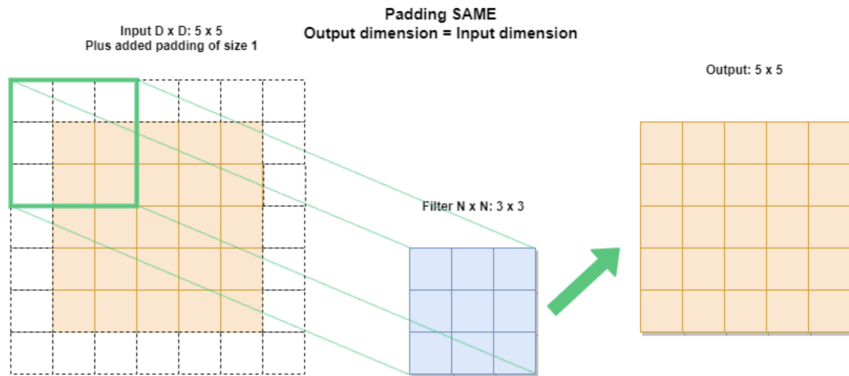 Padding SAME
Output dimension = Input dimension
Input D x D: 5 x 5
Plus added padding of size 1
Output: 5 x 5
Filter N x N: 3 x 3